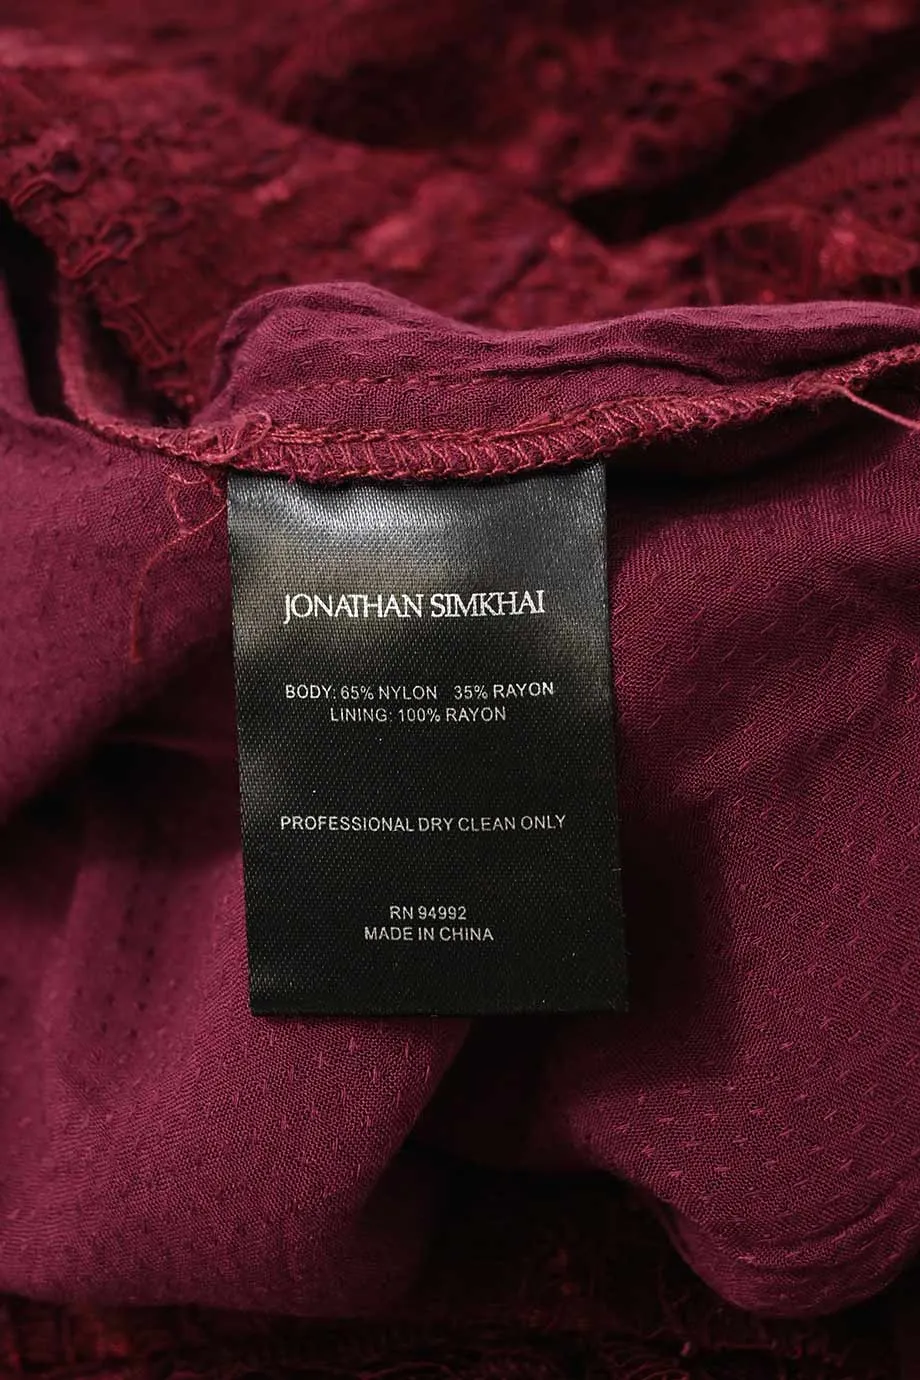 JONATHAN SIMKHAI
BODY: 65% NYLON 35% RAYON
LINING: 100% RAYON
PROFESSIONAL DRY CLEAN ONLY
RN 94992
MADE IN CHINA